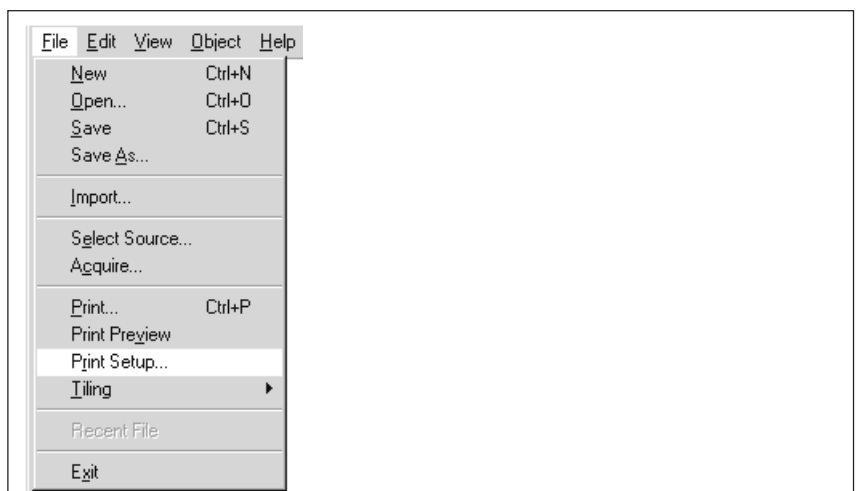 File Edit View Object Help
New Ctrl+N
Open... Ctrl+O
Save Ctrl+S
Save As...
Import...
Select Source...
Acquire...
Print... Ctrl+P
Print Preview
Print Setup...
Tiling
Recent File
Exit